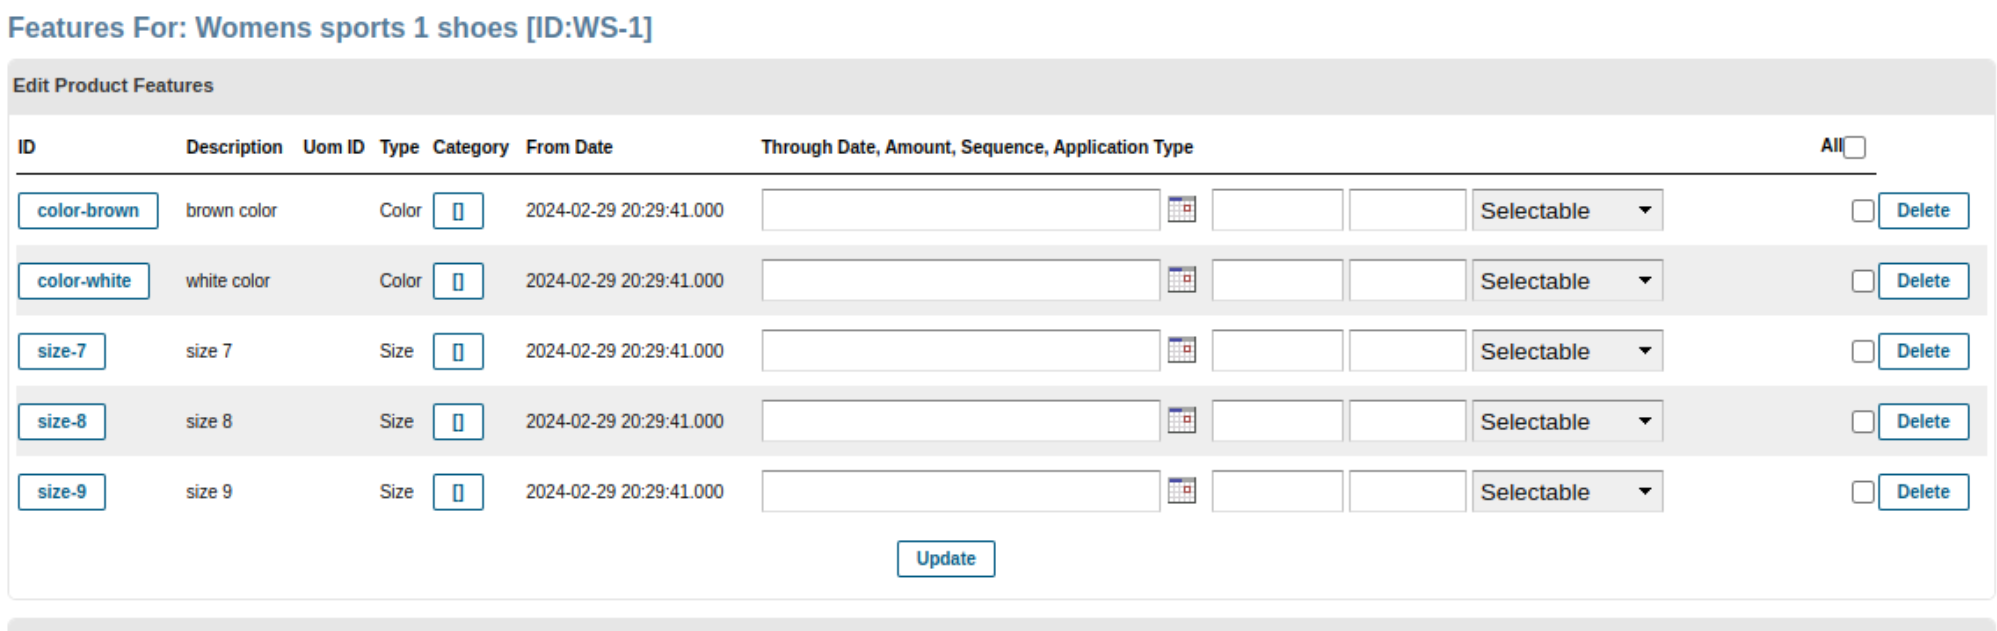 Features For: Womens sports 1 shoes [ID:WS-1]
Edit Product Features
ID Description Uom ID Type Category From Date Through Date, Amount, Sequence, Application Type All
color-brown brown color Color [] 2024-02-29 20:29:41.000 Selectable Delete
color-white white color Color [] 2024-02-29 20:29:41.000 Selectable Delete
size-7 size 7 Size [] 2024-02-29 20:29:41.000 Selectable Delete
size-8 size 8 Size [] 2024-02-29 20:29:41.000 Selectable Delete
size-9 size 9 Size [] 2024-02-29 20:29:41.000 Selectable Delete
Update